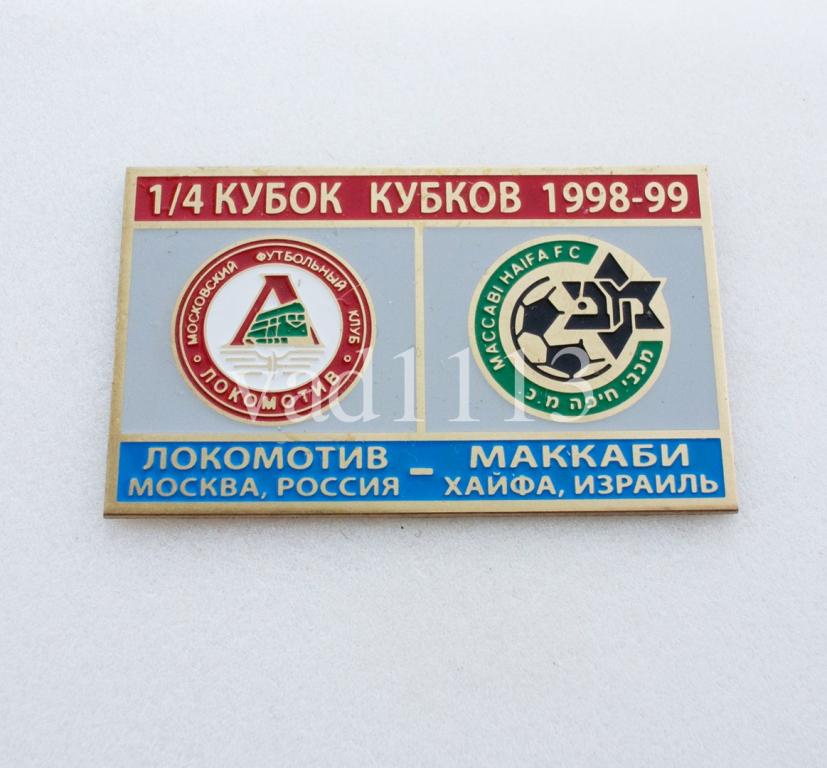 1/4 КУБОК КУБКОВ 1998-99
МОСКОВСКИЙ ФУТБОЛЬНЫЙ КЛУБ
ЛОКОМОТИВ
MACCABI HAIFA F C
מכבי חיפה מ.כ.
vad1113
ЛОКОМОТИВ – МАККАБИ
МОСКВА, РОССИЯ ХАЙФА, ИЗРАИЛЬ